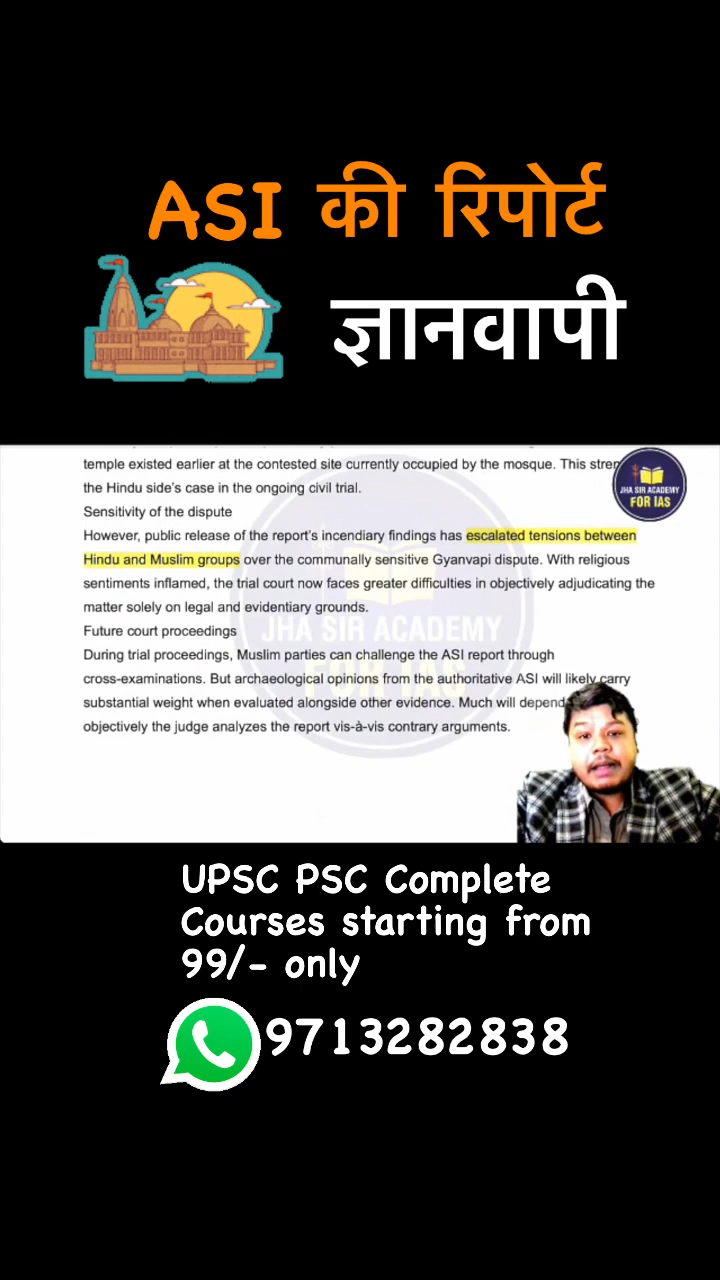 ASI की रिपोर्ट
ज्ञानवापी
temple existed earlier at the contested site currently occupied by the mosque. This
the Hindu side's case in the ongoing civil trial.
Sensitivity of the dispute
However, public release of the report's incendiary findings has escalated tensions between
Hindu and Muslim groups over the communally sensitive Gyanvapi dispute. With religious
sentiments inflamed, the trial court now faces greater difficulties in objectively adjudicating the
matter solely on legal and evidentiary grounds.
Future court proceedings
During trial proceedings, Muslim parties can challenge the ASI report through
cross-examinations. But archaeological opinions from the authoritative ASI will likely carry
substantial weight when evaluated alongside other evidence. Much will depend
objectively the judge analyzes the report vis-à-vis contrary arguments.
JHA SIR ACADEMY
FOR IAS
JHA SIR ACADEMY
FOR IAS
UPSC PSC Complete
Courses starting from
99/- only
9713282838